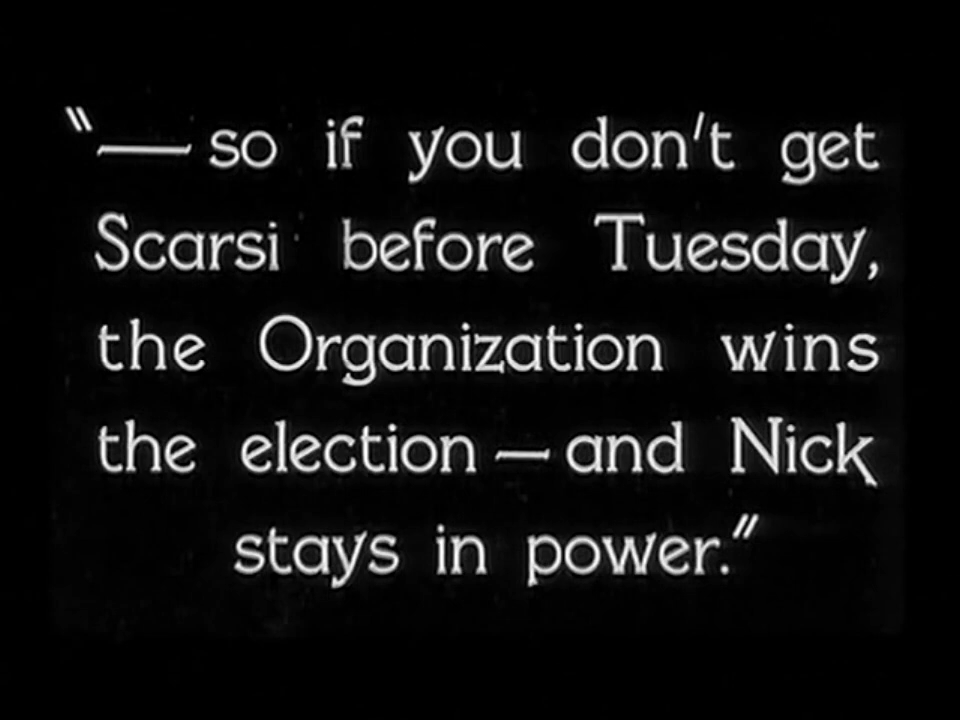 "— so if you don't get
Scarsi before Tuesday,
the Organization wins
the election — and Nick
stays in power."